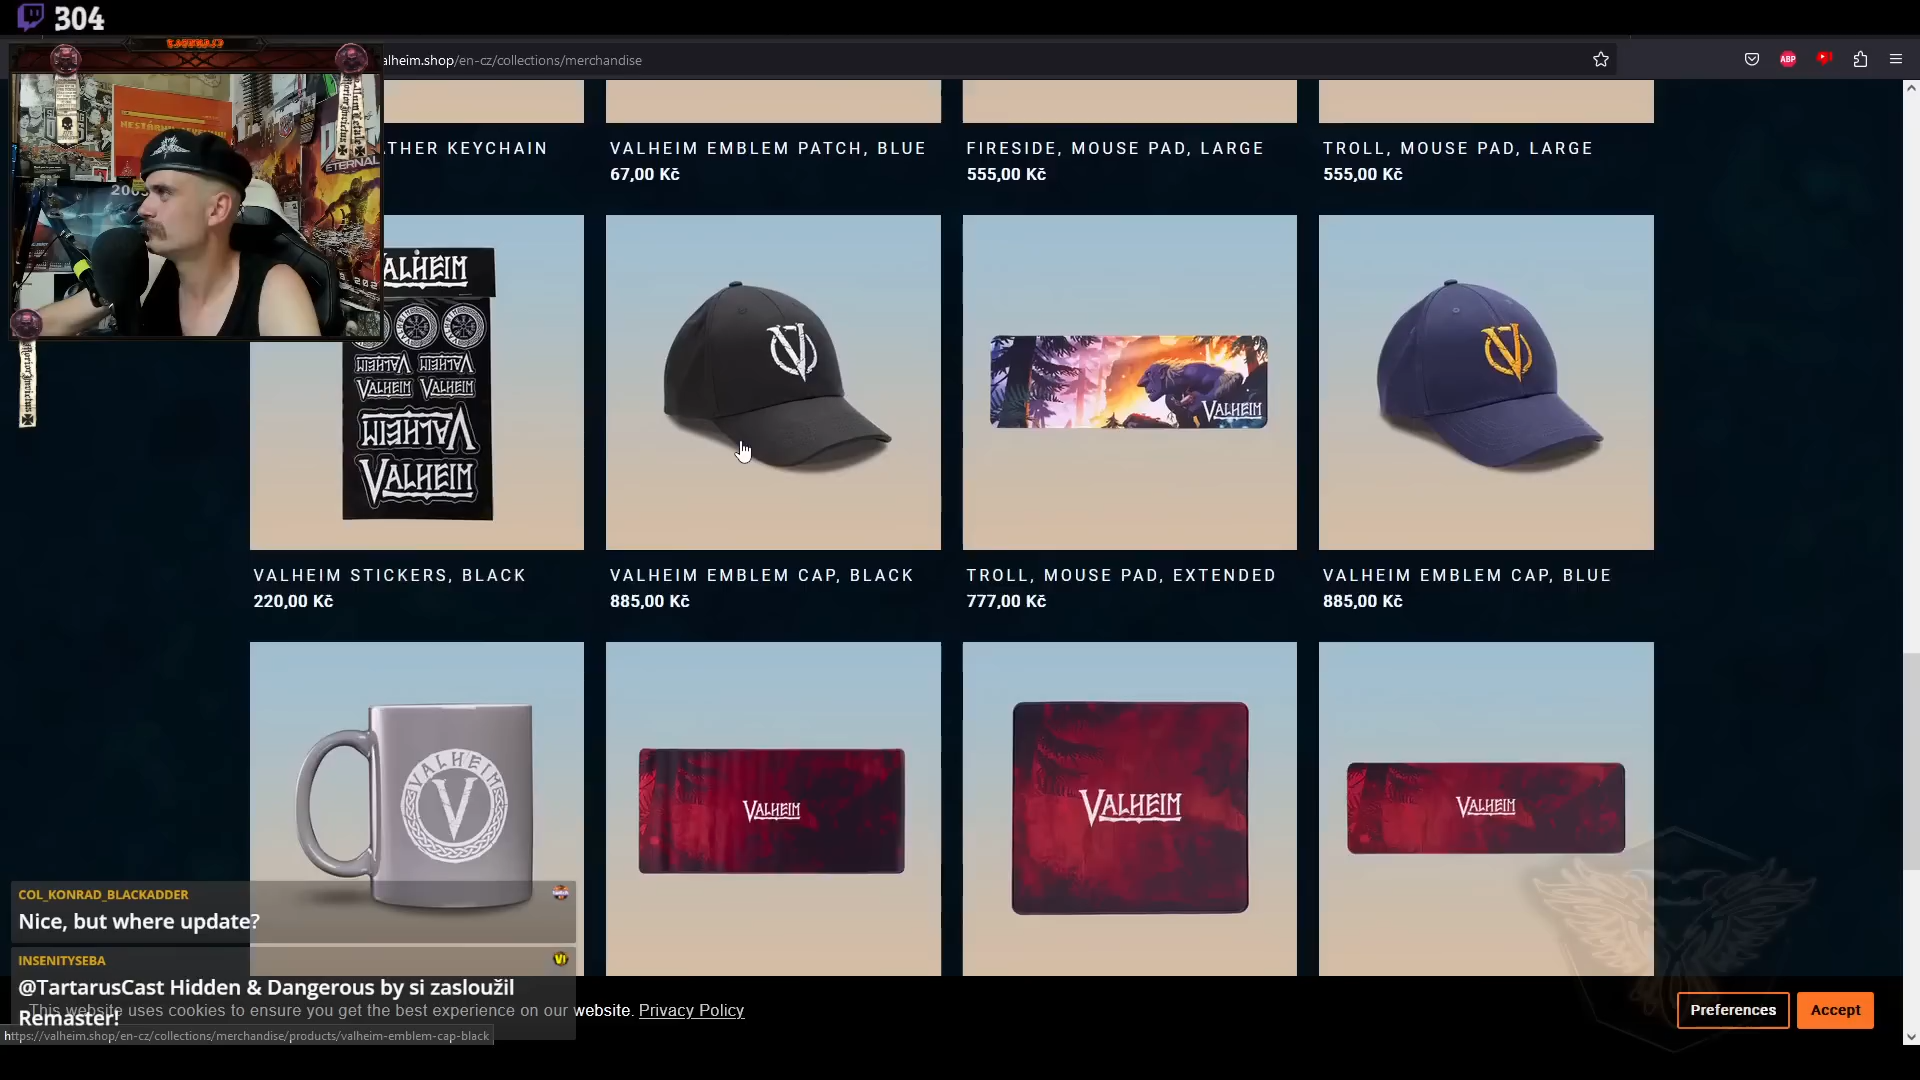 304
alheim.shop/en-cz/collections/merchandise
ABP
ETERNAL
THER KEYCHAIN
VALHEIM EMBLEM PATCH, BLUE
67,00 Kč
FIRESIDE, MOUSE PAD, LARGE
555,00 Kč
TROLL, MOUSE PAD, LARGE
555,00 Kč
ALHEIM
VALHEIM
VALHEIM
VALHEIM
VALHEIM
VALHEIM
VALHEIM
V
VALHEIM
V
VALHEIM STICKERS, BLACK
220,00 Kč
VALHEIM EMBLEM CAP, BLACK
885,00 Kč
TROLL, MOUSE PAD, EXTENDED
777,00 Kč
VALHEIM EMBLEM CAP, BLUE
885,00 Kč
VALHEIM
V
VALHEIM
VALHEIM
VALHEIM
COL_KONRAD_BLACKADDER
Nice, but where update?
INSENITYSEBA
VI
@TartarusCast Hidden & Dangerous by si zasloužil
Remaster!
This website uses cookies to ensure you get the best experience on our website. Privacy Policy
Preferences
Accept
https://valheim.shop/en-cz/collections/merchandise/products/valheim-emblem-cap-black